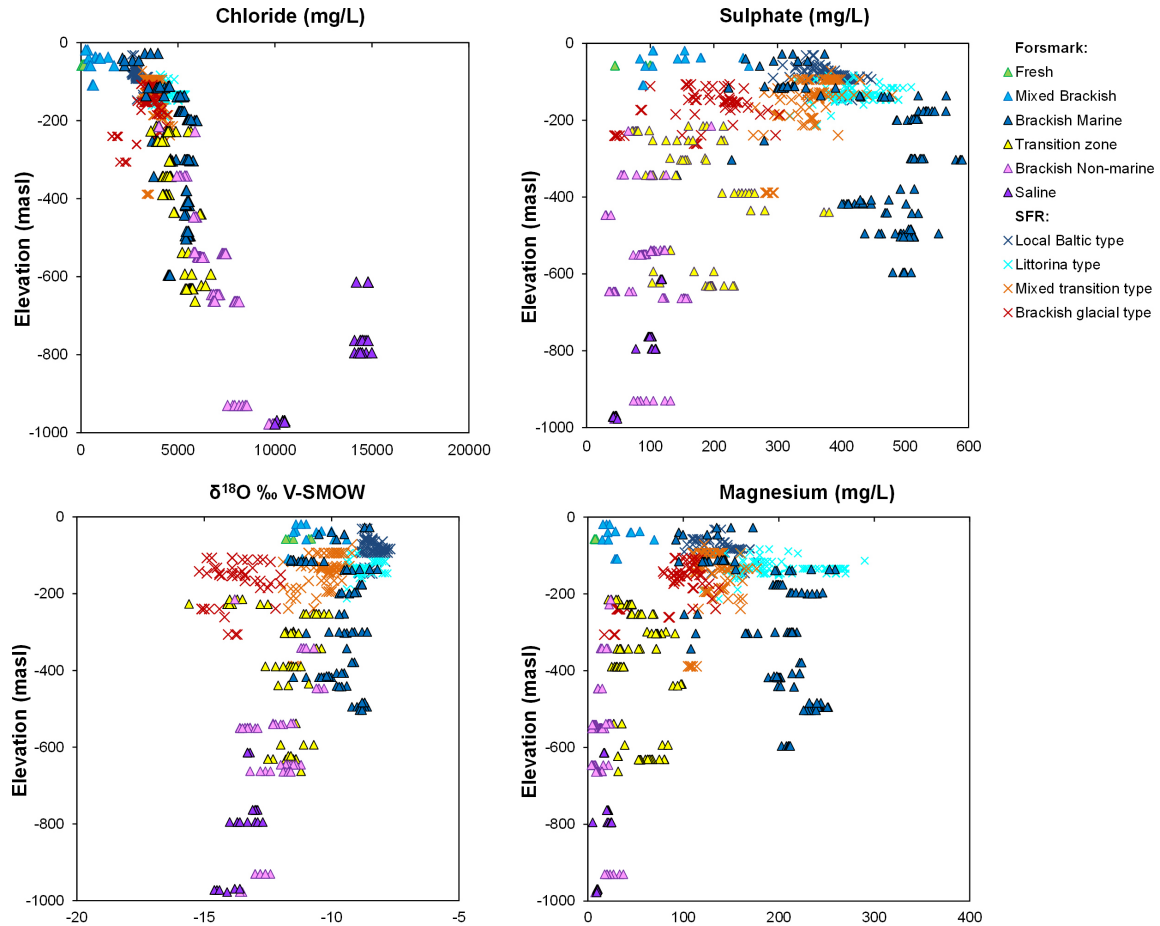 Chloride (mg/L)
Elevation (masl)
0
-200
-400
-600
-800
-1000
0
5000
10000
15000
20000
Sulphate (mg/L)
Elevation (masl)
0
-200
-400
-600
-800
-1000
0
100
200
300
400
500
600
Forsmark:
Fresh
Mixed Brackish
Brackish Marine
Transition zone
Brackish Non-marine
Saline
SFR:
Local Baltic type
Littorina type
Mixed transition type
Brackish glacial type
δ¹⁸O ‰ V-SMOW
Elevation (masl)
0
-200
-400
-600
-800
-1000
-20
-15
-10
-5
Magnesium (mg/L)
Elevation (masl)
0
-200
-400
-600
-800
-1000
0
100
200
300
400